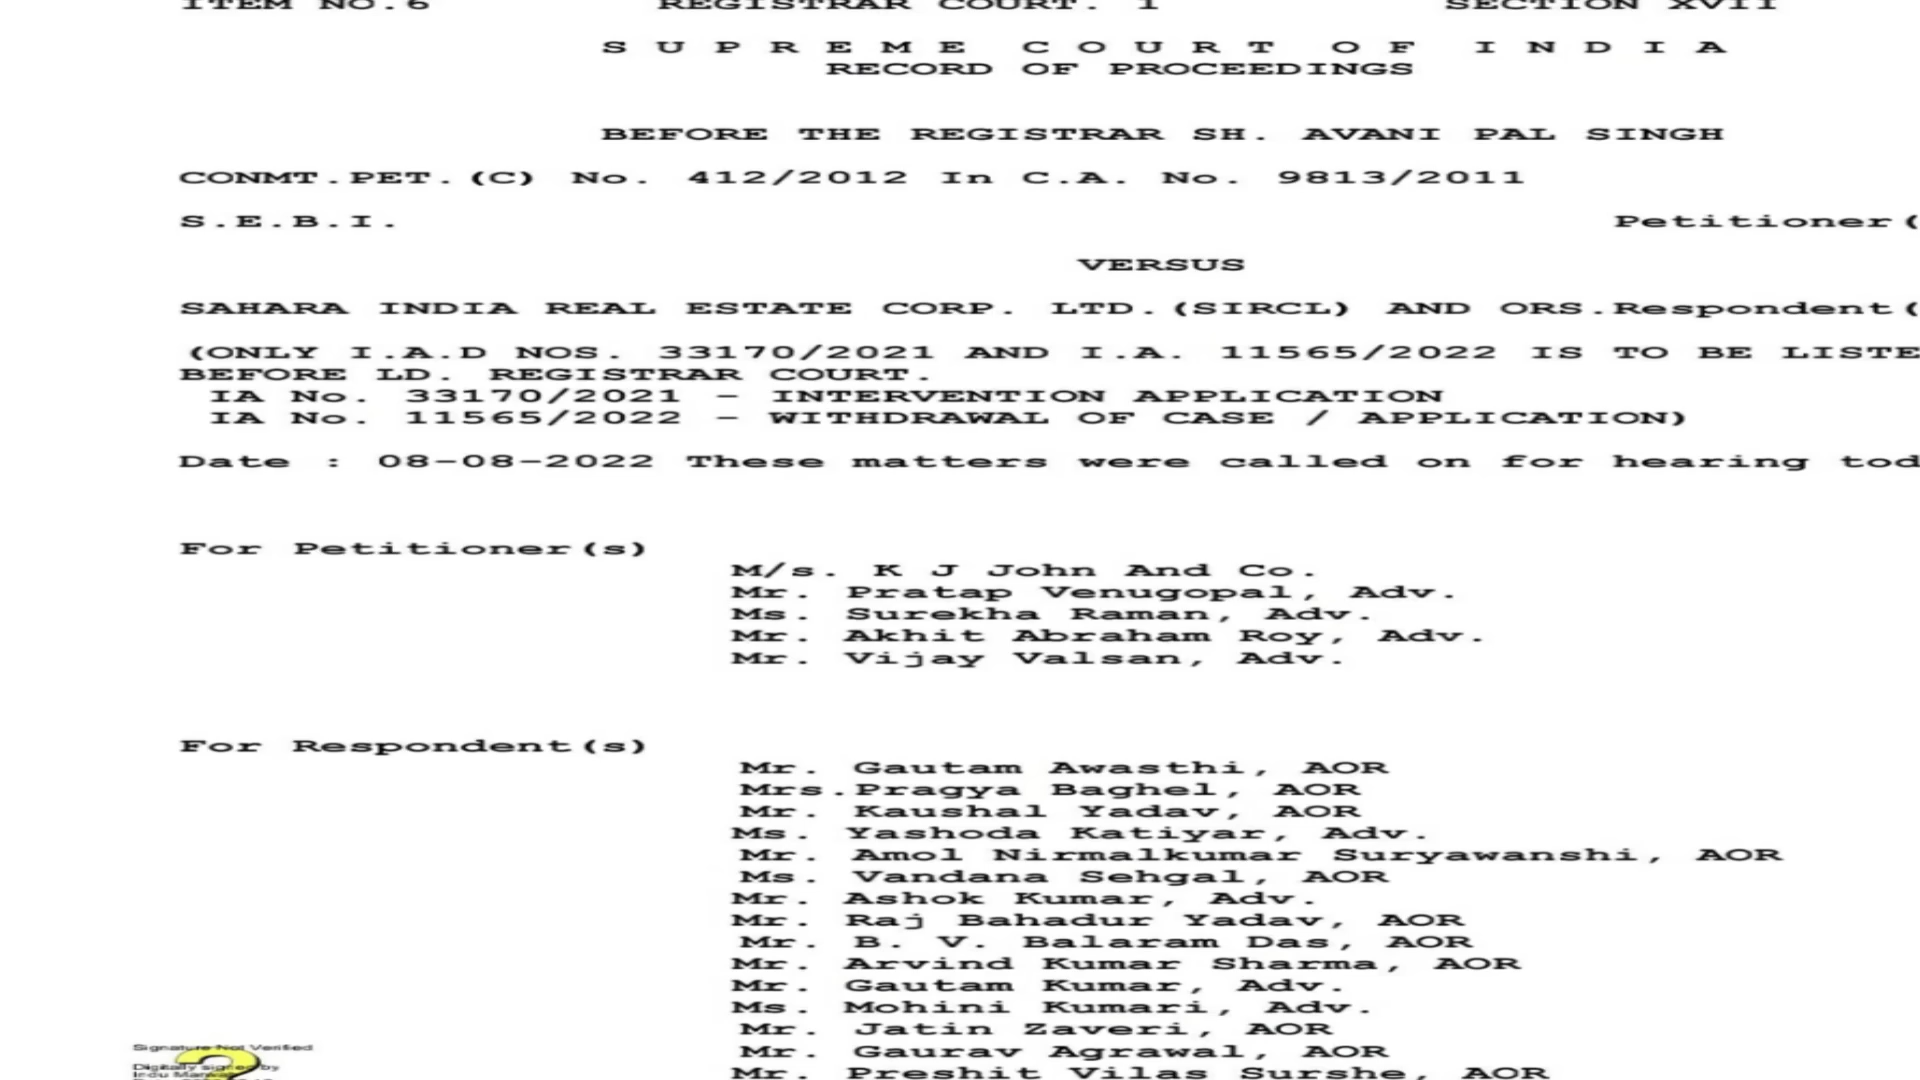 ITEM NO.6 REGISTRAR COURT. 1 SECTION XVII
S U P R E M E C O U R T O F I N D I A
RECORD OF PROCEEDINGS
BEFORE THE REGISTRAR SH. AVANI PAL SINGH
CONMT.PET.(C) No. 412/2012 In C.A. No. 9813/2011
S.E.B.I. Petitioner(
VERSUS
SAHARA INDIA REAL ESTATE CORP. LTD.(SIRCL) AND ORS.Respondent(
(ONLY I.A.D NOS. 33170/2021 AND I.A. 11565/2022 IS TO BE LISTE
BEFORE LD. REGISTRAR COURT.
IA No. 33170/2021 - INTERVENTION APPLICATION
IA No. 11565/2022 - WITHDRAWAL OF CASE / APPLICATION)
Date : 08-08-2022 These matters were called on for hearing tod
For Petitioner(s)
M/s. K J John And Co.
Mr. Pratap Venugopal, Adv.
Ms. Surekha Raman, Adv.
Mr. Akhit Abraham Roy, Adv.
Mr. Vijay Valsan, Adv.
For Respondent(s)
Mr. Gautam Awasthi, AOR
Mrs.Pragya Baghel, AOR
Mr. Kaushal Yadav, AOR
Ms. Yashoda Katiyar, Adv.
Mr. Amol Nirmalkumar Suryawanshi, AOR
Ms. Vandana Sehgal, AOR
Mr. Ashok Kumar, Adv.
Mr. Raj Bahadur Yadav, AOR
Mr. B. V. Balaram Das, AOR
Mr. Arvind Kumar Sharma, AOR
Mr. Gautam Kumar, Adv.
Ms. Mohini Kumari, Adv.
Mr. Jatin Zaveri, AOR
Mr. Gaurav Agrawal, AOR
Mr. Preshit Vilas Surshe, AOR
Signature Not Verified
Digitally signed by
Indu Marwah